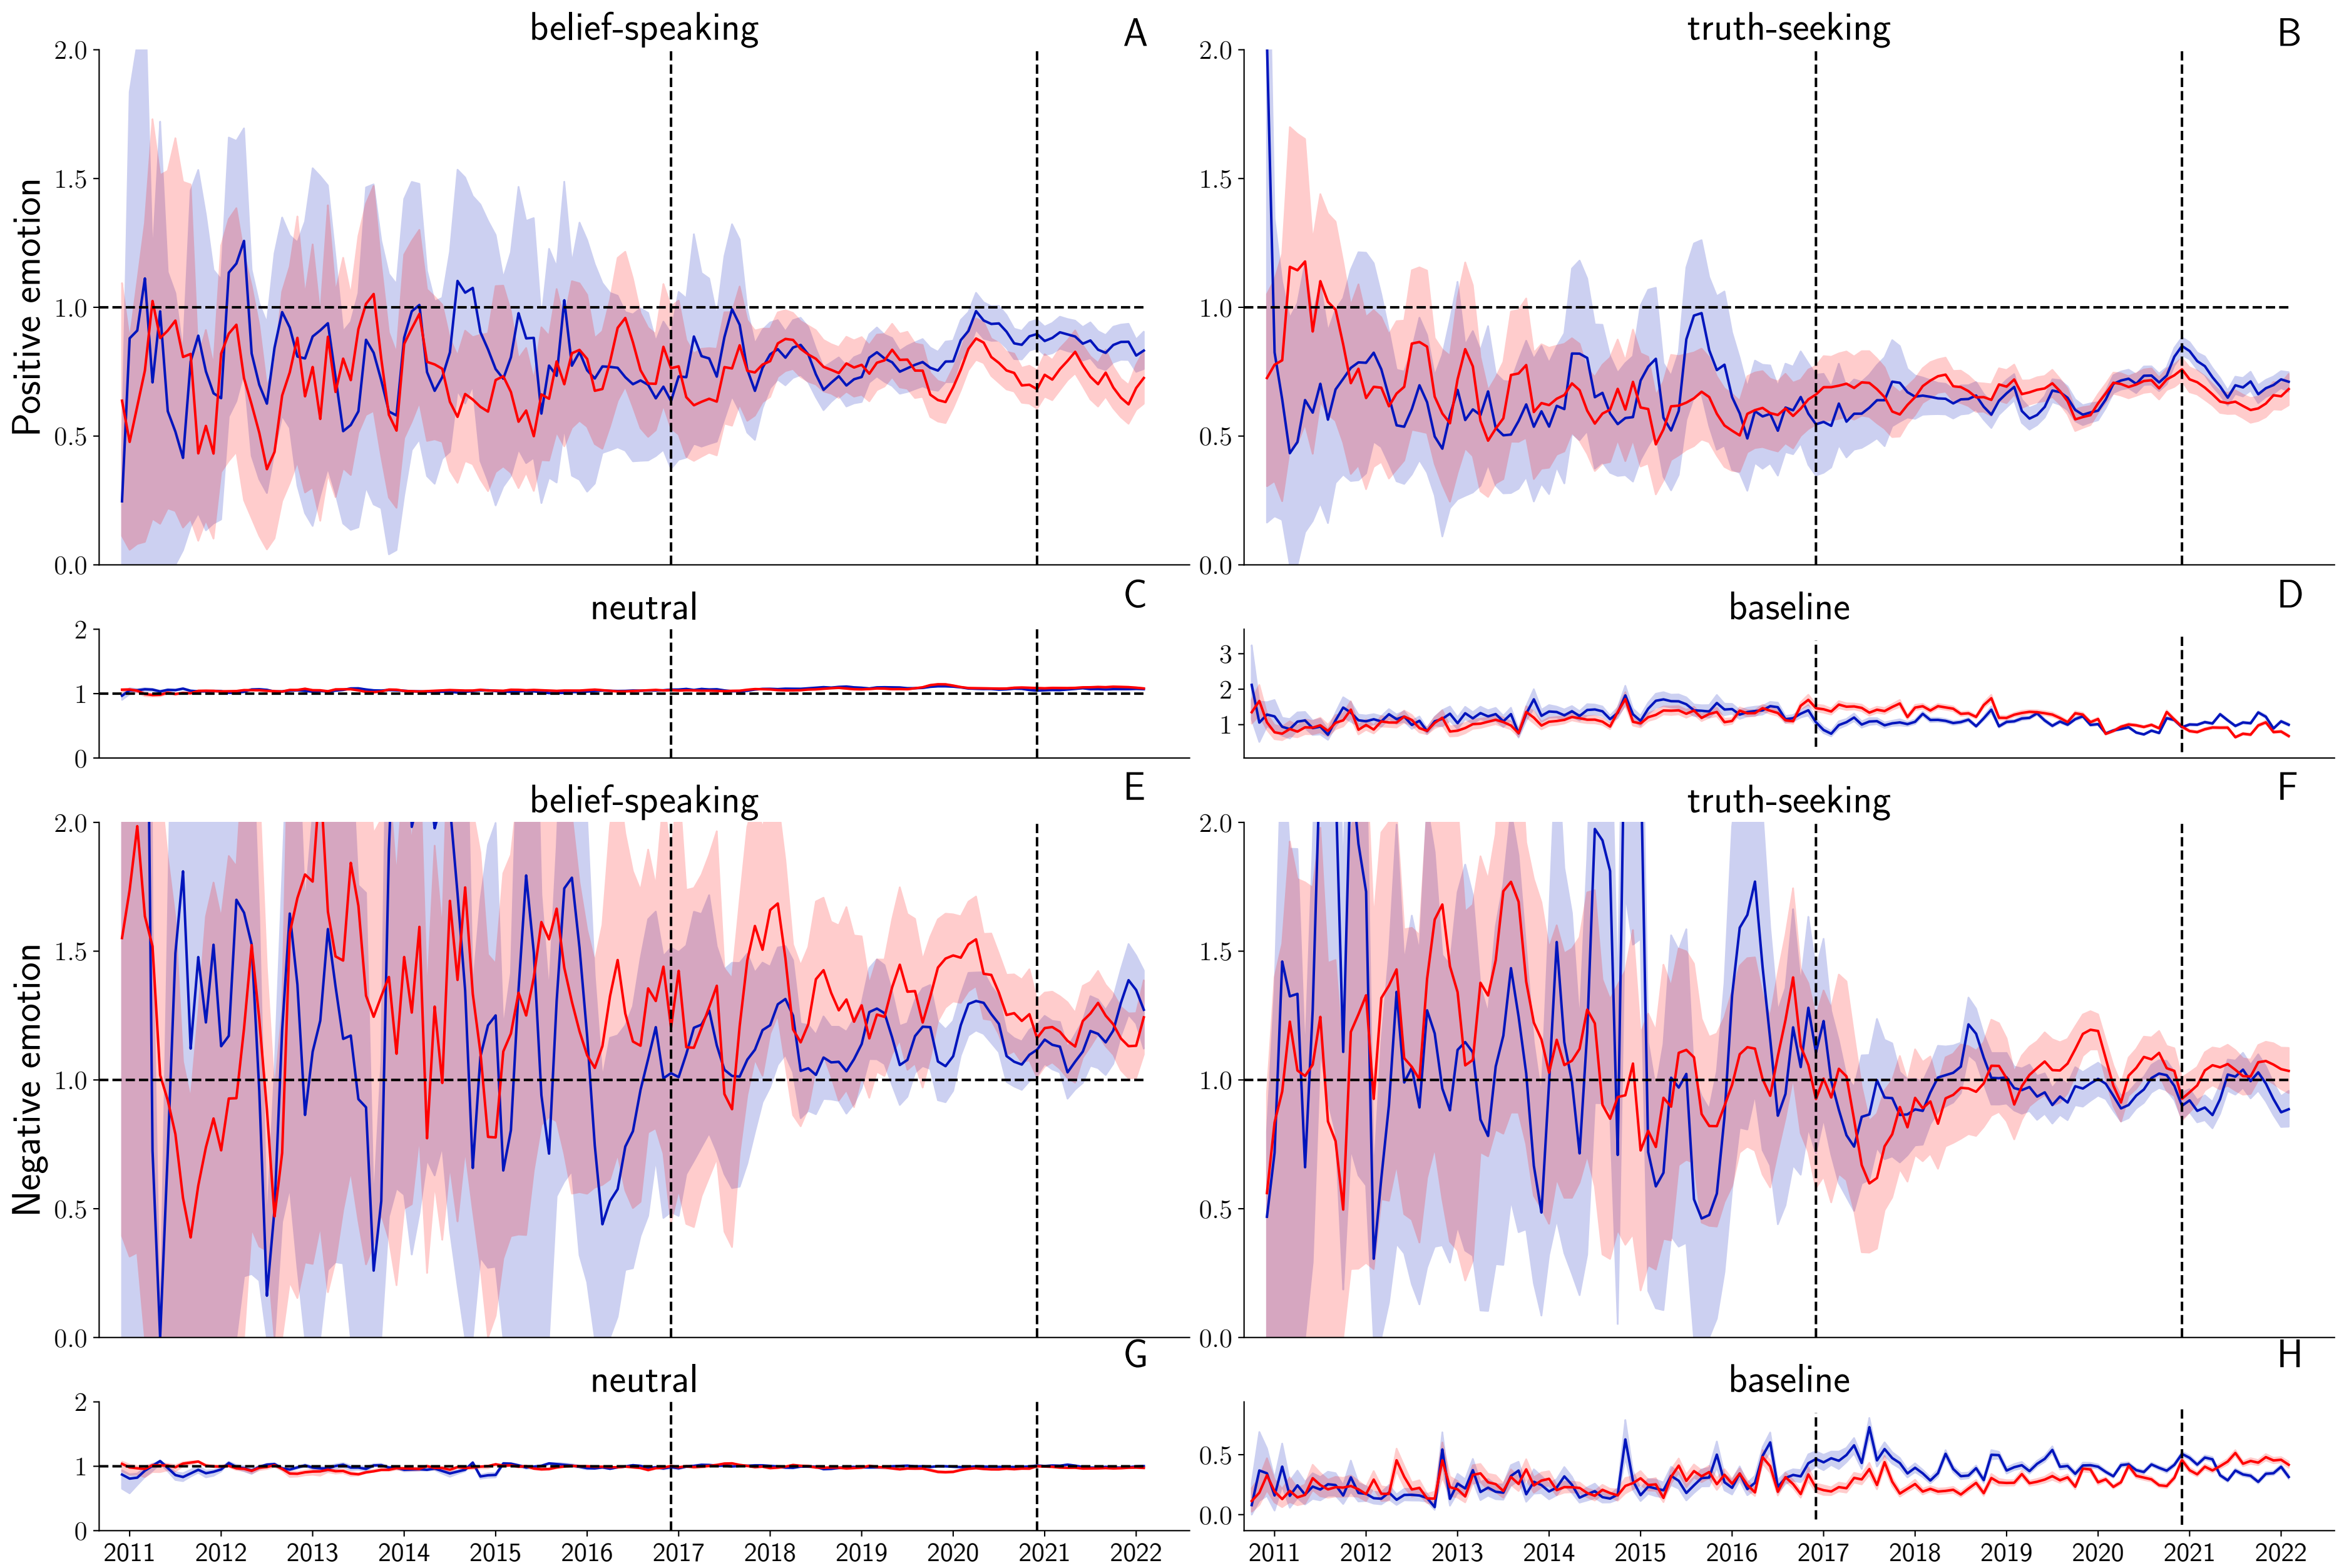 belief-speaking
A
Positive emotion
2.0
1.5
1.0
0.5
0.0
truth-seeking
B
2.0
1.5
1.0
0.5
0.0
neutral
C
2
1
0
baseline
D
3
2
1
belief-speaking
E
Negative emotion
2.0
1.5
1.0
0.5
0.0
truth-seeking
F
2.0
1.5
1.0
0.5
0.0
neutral
G
2
1
0
2011 2012 2013 2014 2015 2016 2017 2018 2019 2020 2021 2022
baseline
H
0.5
0.0
2011 2012 2013 2014 2015 2016 2017 2018 2019 2020 2021 2022